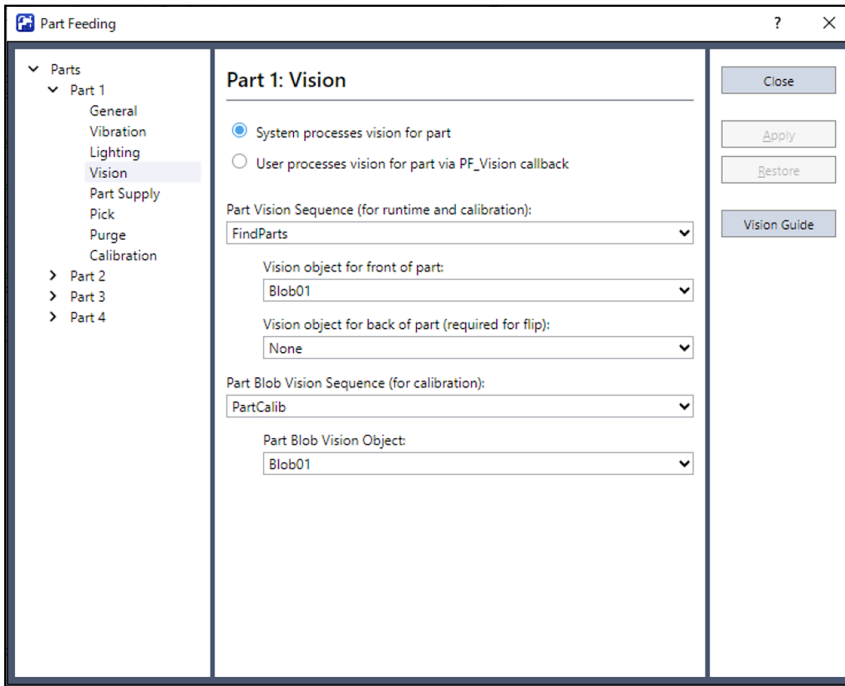 Part Feeding
?
Parts
Part 1
General
Vibration
Lighting
Vision
Part Supply
Pick
Purge
Calibration
Part 2
Part 3
Part 4
Part 1: Vision
System processes vision for part
User processes vision for part via PF_Vision callback
Part Vision Sequence (for runtime and calibration):
FindParts
Vision object for front of part:
Blob01
Vision object for back of part (required for flip):
None
Part Blob Vision Sequence (for calibration):
PartCalib
Part Blob Vision Object:
Blob01
Close
Apply
Restore
Vision Guide